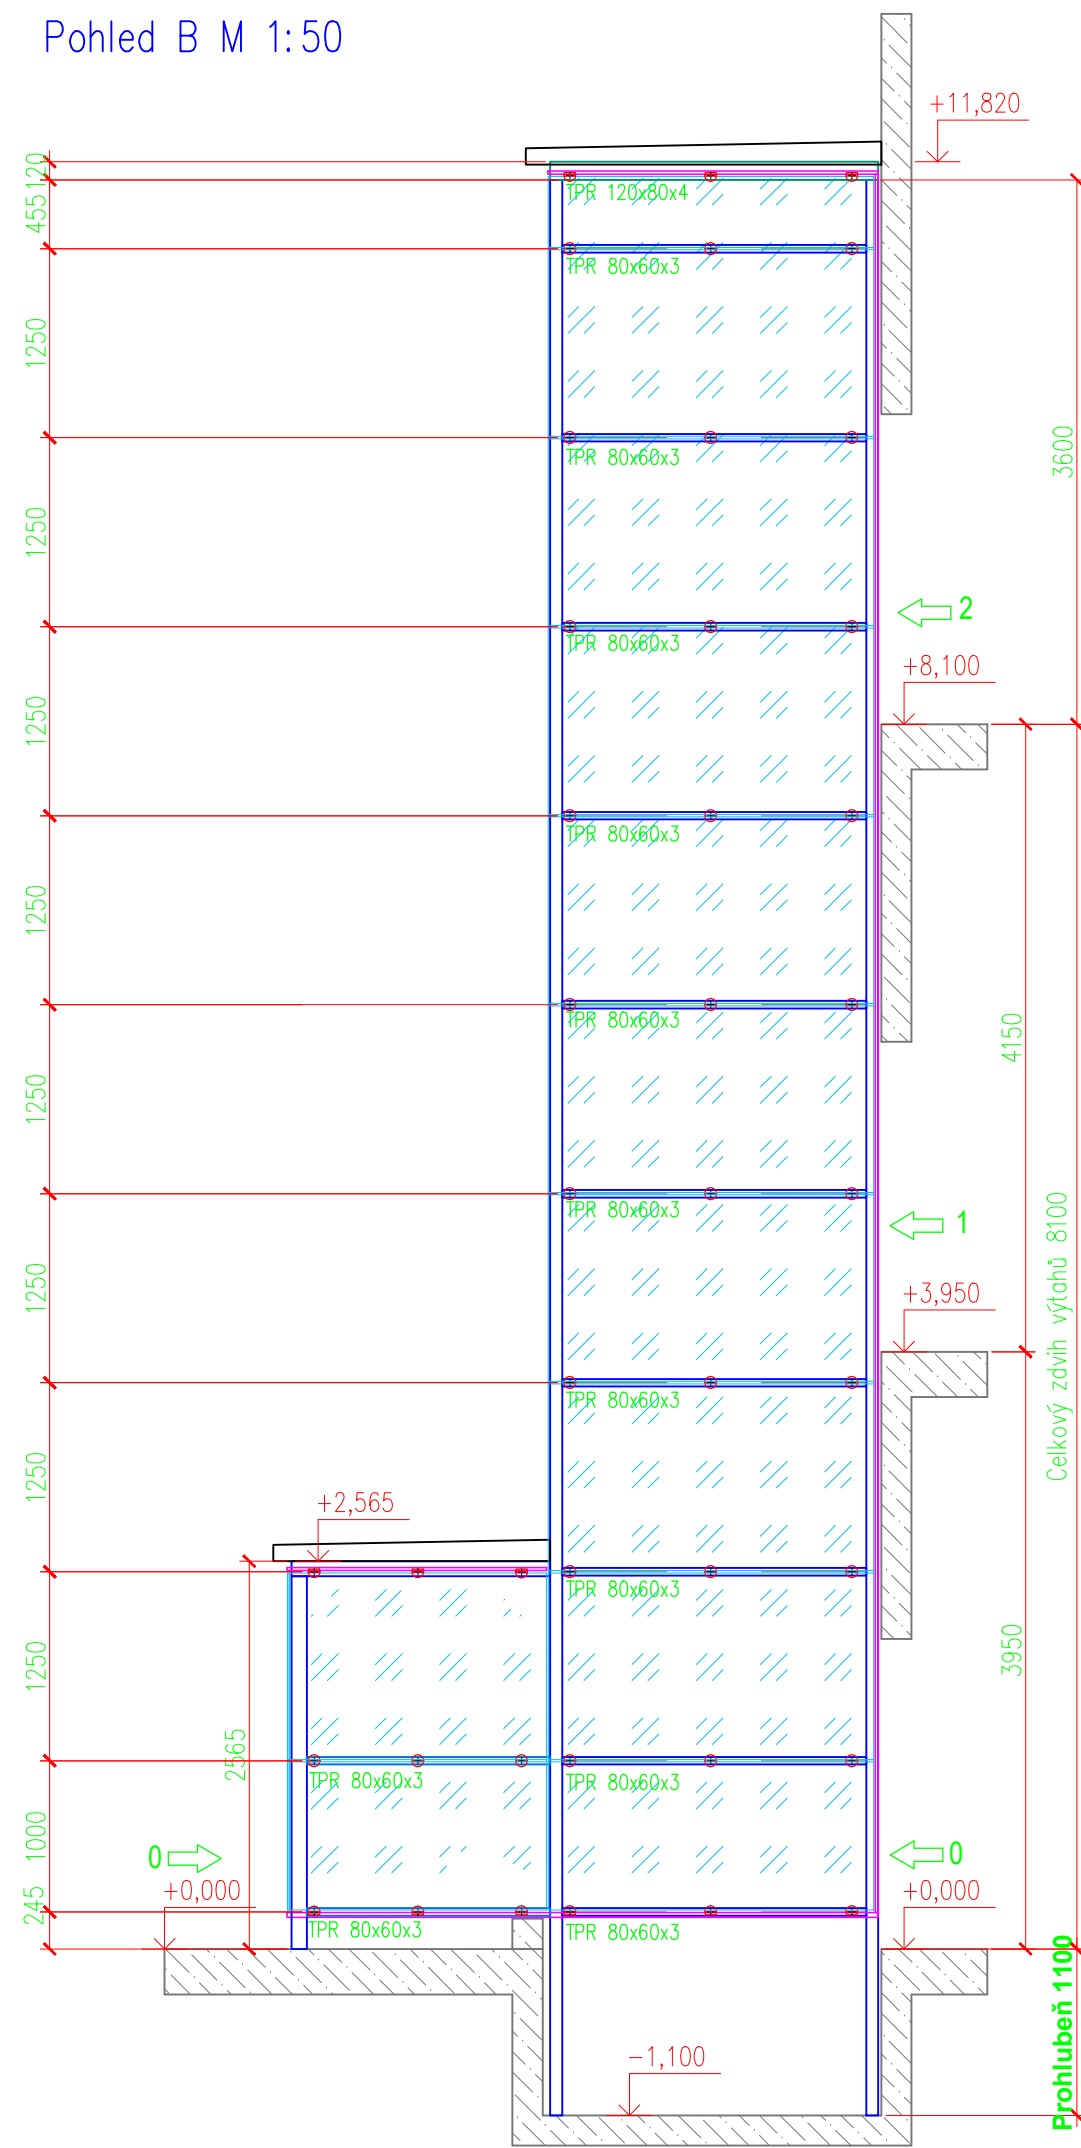 Pohled B M 1:50
+11,820
120
TPR 120x80x4
455
TPR 80x60x3
1250
3600
TPR 80x60x3
1250
2
TPR 80x60x3
+8,100
1250
TPR 80x60x3
1250
TPR 80x60x3
4150
1250
TPR 80x60x3
1
Celkový zdvih výtahů 8100
1250
+3,950
TPR 80x60x3
1250
+2,565
TPR 80x60x3
3950
1250
2565
TPR 80x60x3
TPR 80x60x3
1000
0
0
+0,000
+0,000
245
TPR 80x60x3
TPR 80x60x3
Prohlubeň 1100
-1,100